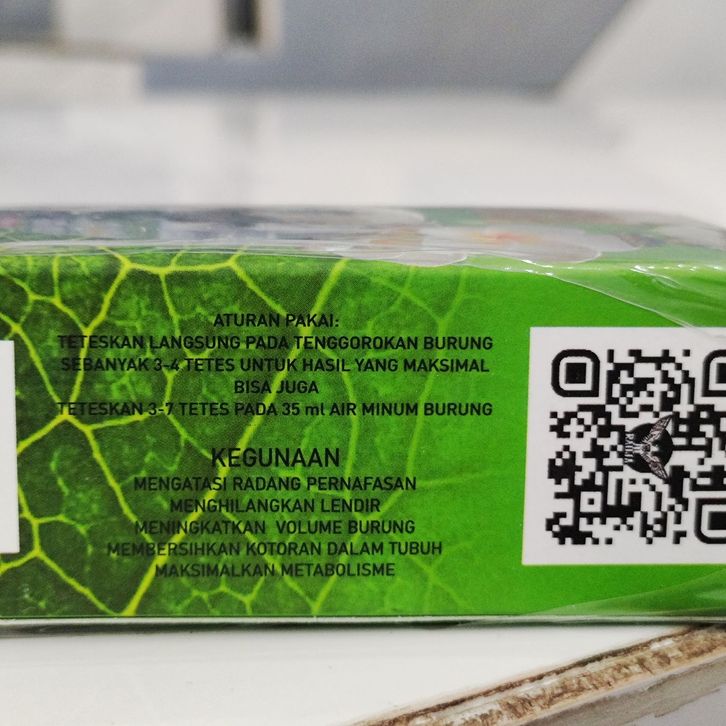 ATURAN PAKAI:
TETESKAN LANGSUNG PADA TENGGOROKAN BURUNG
SEBANYAK 3-4 TETES UNTUK HASIL YANG MAKSIMAL
BISA JUGA
TETESKAN 3-7 TETES PADA 35 ml AIR MINUM BURUNG
KEGUNAAN
MENGATASI RADANG PERNAFASAN
MENGHILANGKAN LENDIR
MENINGKATKAN VOLUME BURUNG
MEMBERSIHKAN KOTORAN DALAM TUBUH
MAKSIMALKAN METABOLISME